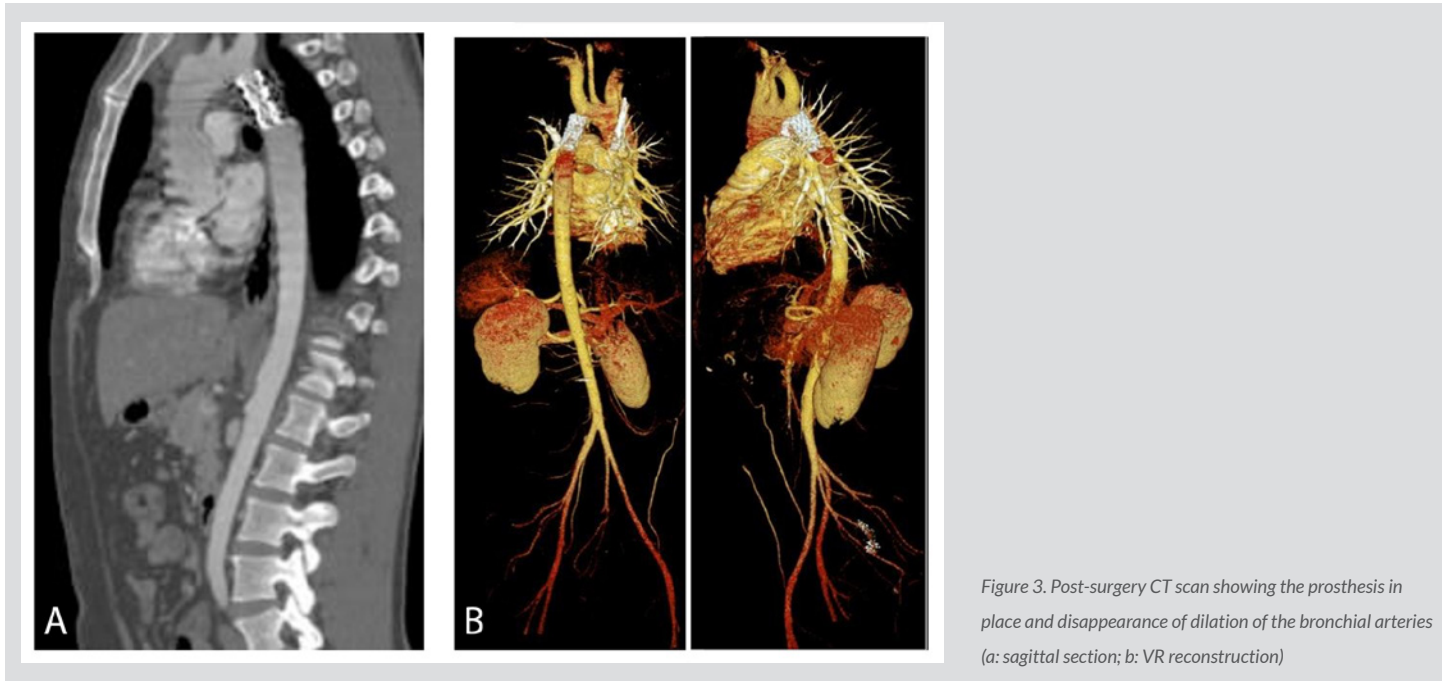 A
B
Figure 3. Post-surgery CT scan showing the prosthesis in
place and disappearance of dilation of the bronchial arteries
(a: sagittal section; b: VR reconstruction)